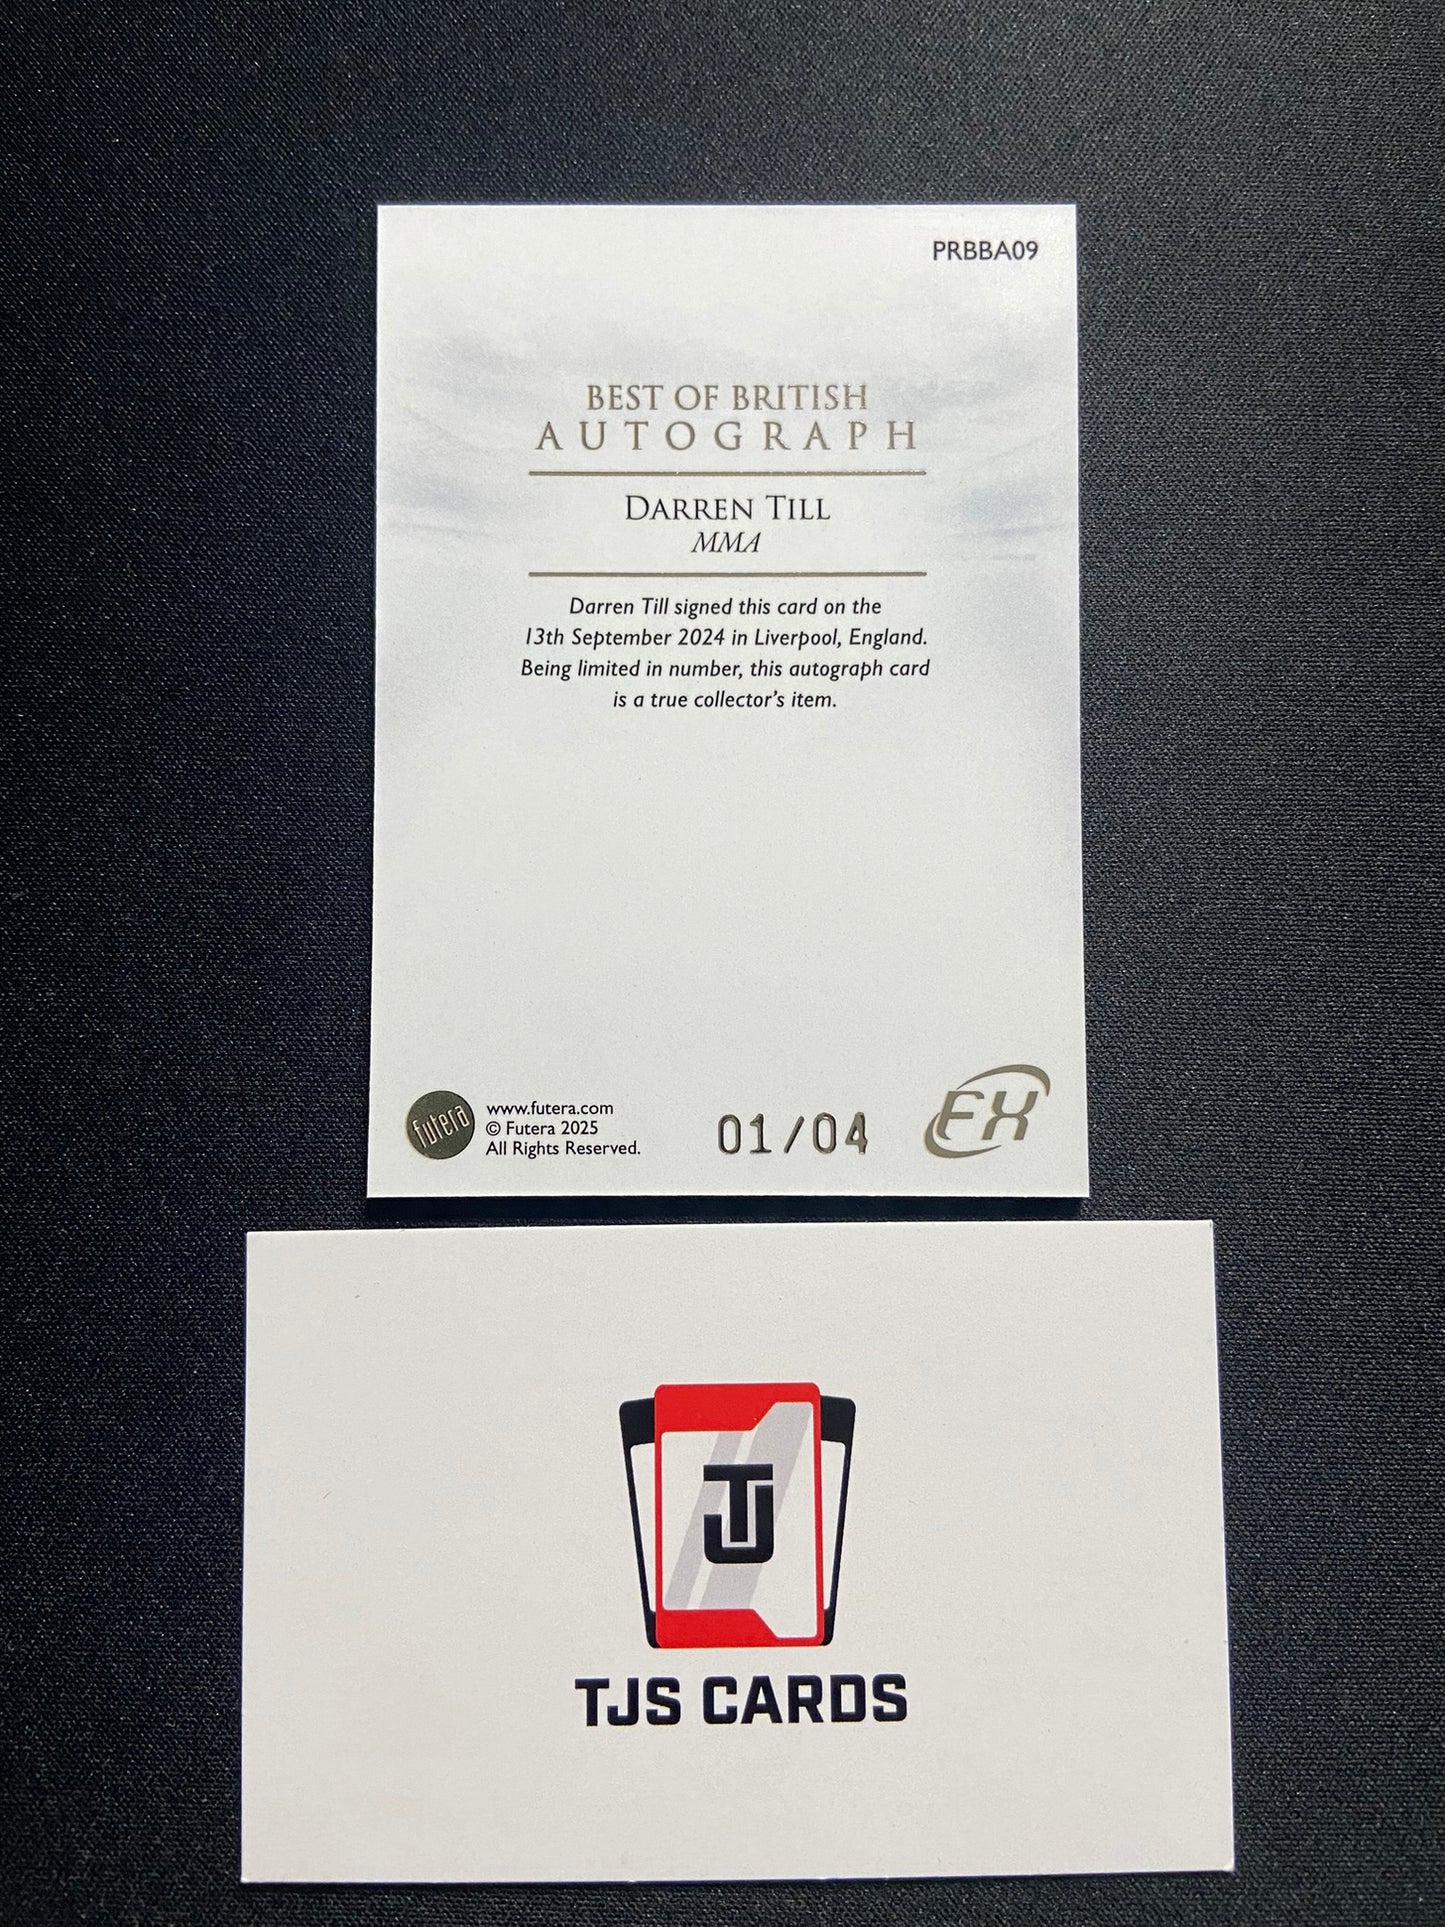 PRBBA09
BEST OF BRITISH
AUTOGRAPH
DARREN TILL
MMA
Darren Till signed this card on the
13th September 2024 in Liverpool, England.
Being limited in number, this autograph card
is a true collector's item.
futera
www.futera.com
© Futera 2025
All Rights Reserved.
01/04
FX
TJ
TJS CARDS